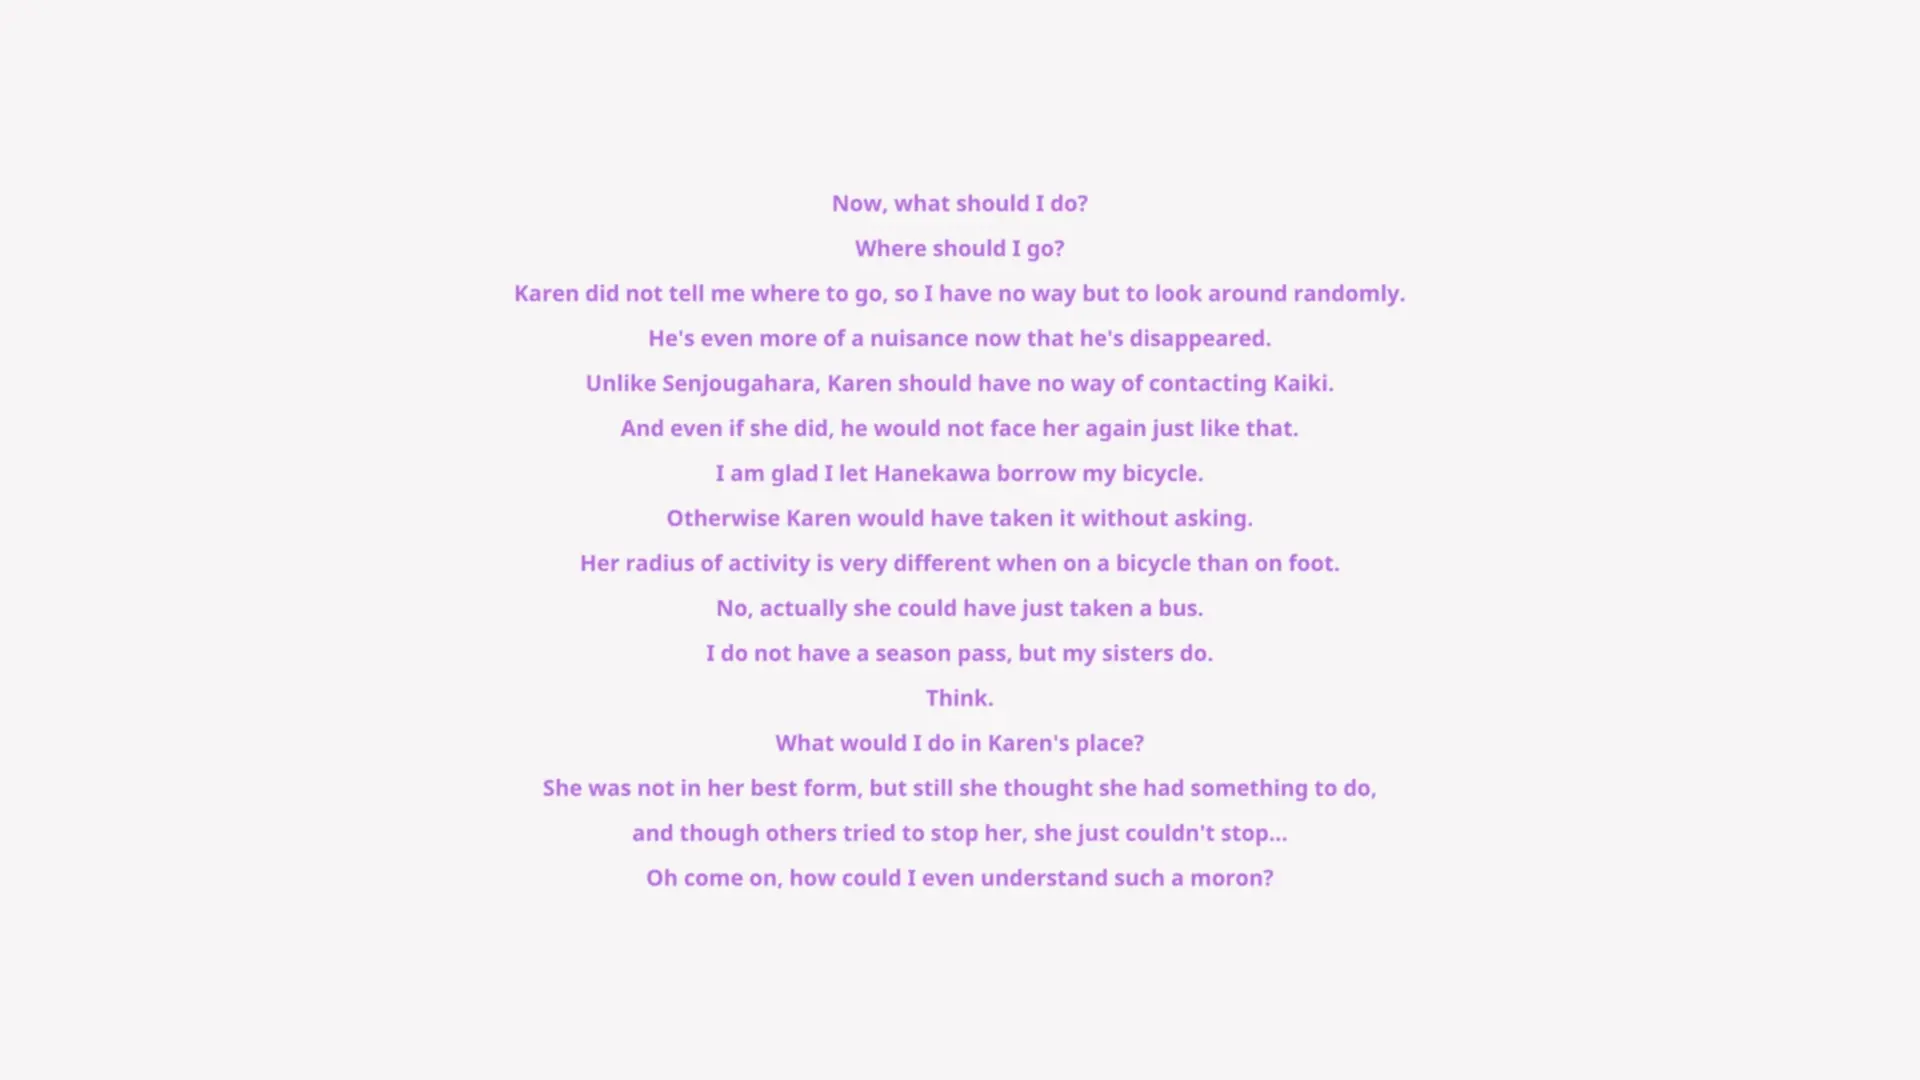 Now, what should I do?
Where should I go?
Karen did not tell me where to go, so I have no way but to look around randomly.
He's even more of a nuisance now that he's disappeared.
Unlike Senjougahara, Karen should have no way of contacting Kaiki.
And even if she did, he would not face her again just like that.
I am glad I let Hanekawa borrow my bicycle.
Otherwise Karen would have taken it without asking.
Her radius of activity is very different when on a bicycle than on foot.
No, actually she could have just taken a bus.
I do not have a season pass, but my sisters do.
Think.
What would I do in Karen's place?
She was not in her best form, but still she thought she had something to do,
and though others tried to stop her, she just couldn't stop...
Oh come on, how could I even understand such a moron?